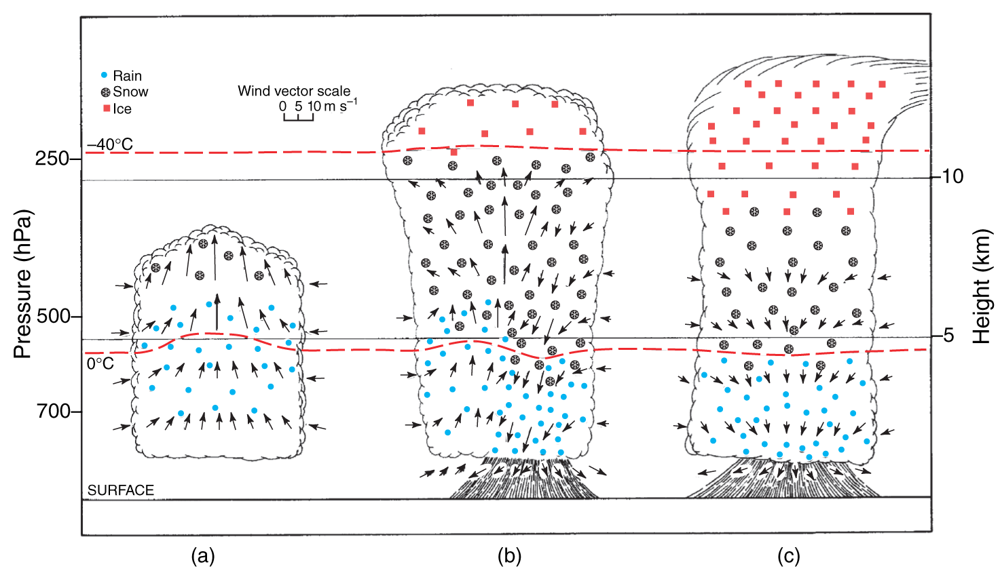 Rain
Snow
Ice
Wind vector scale
0 5 10 m s⁻¹
–40°C
250
10
Pressure (hPa)
Height (km)
500
5
0°C
700
SURFACE
(a)
(b)
(c)